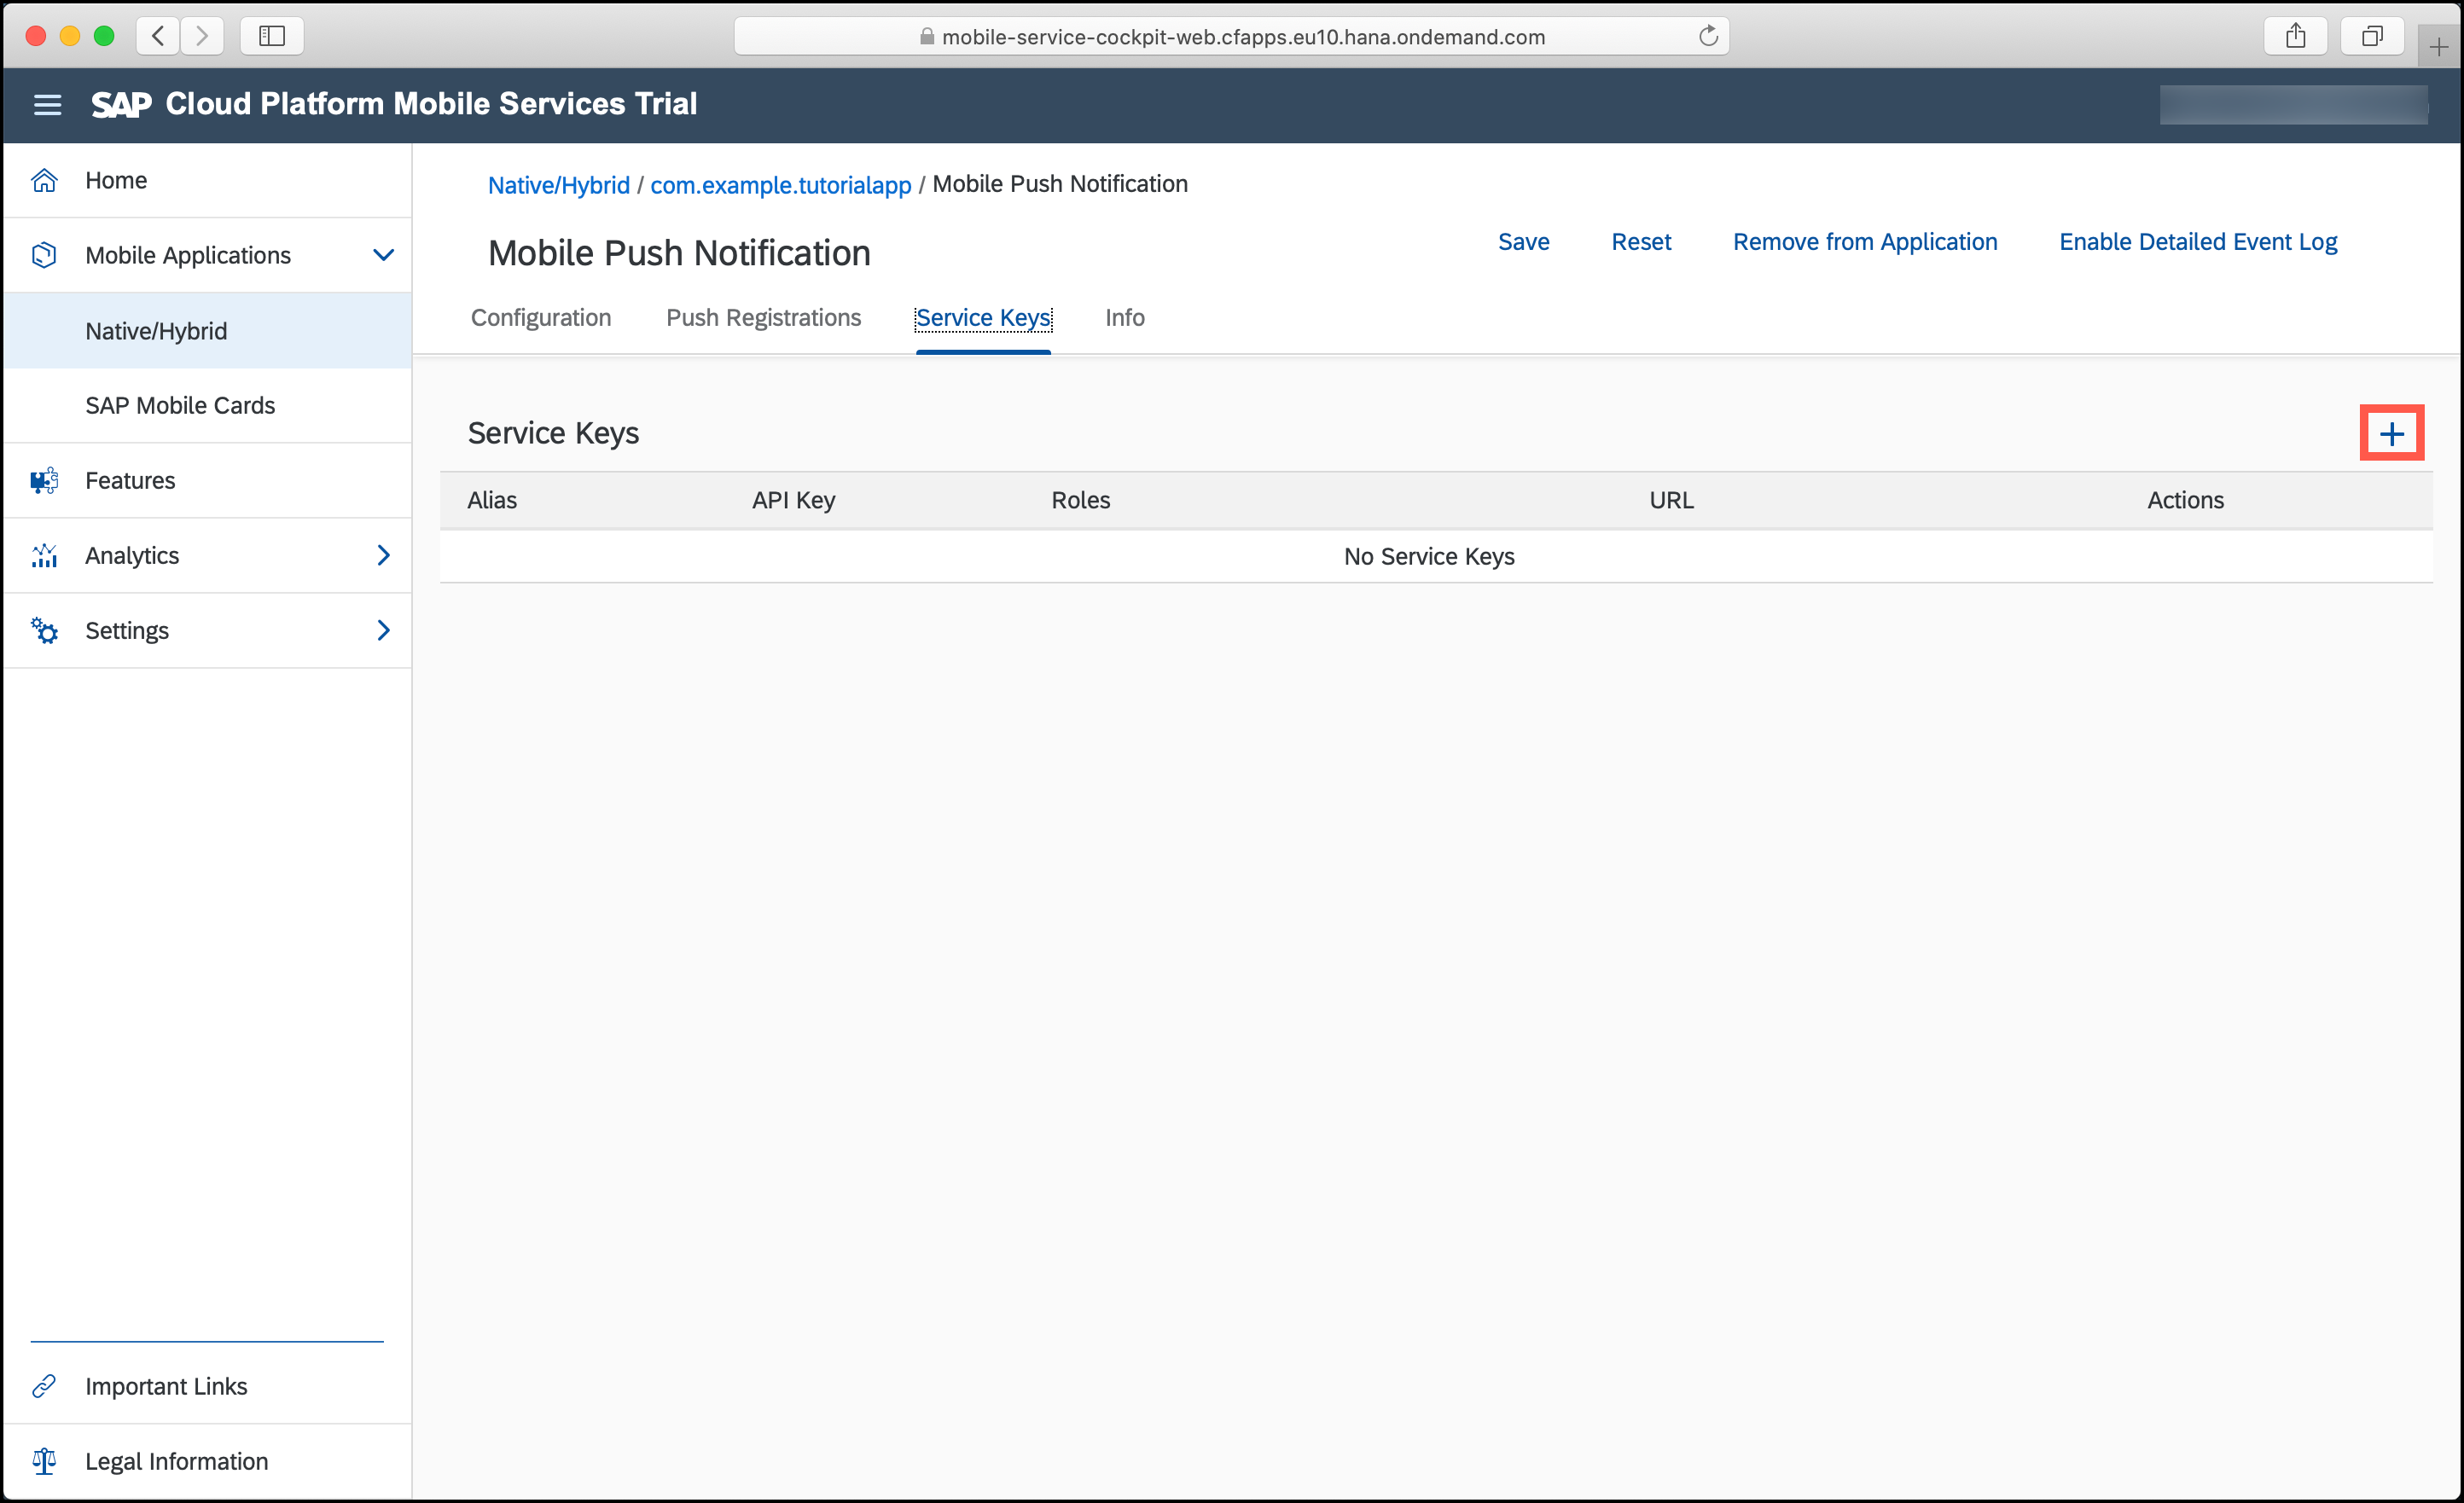 mobile-service-cockpit-web.cfapps.eu10.hana.ondemand.com
SAP Cloud Platform Mobile Services Trial
Home
Mobile Applications
Native/Hybrid
SAP Mobile Cards
Features
Analytics
Settings
Important Links
Legal Information
Native/Hybrid / com.example.tutorialapp / Mobile Push Notification
Mobile Push Notification
Save Reset Remove from Application Enable Detailed Event Log
Configuration Push Registrations Service Keys Info
Service Keys
Alias API Key Roles URL Actions
No Service Keys